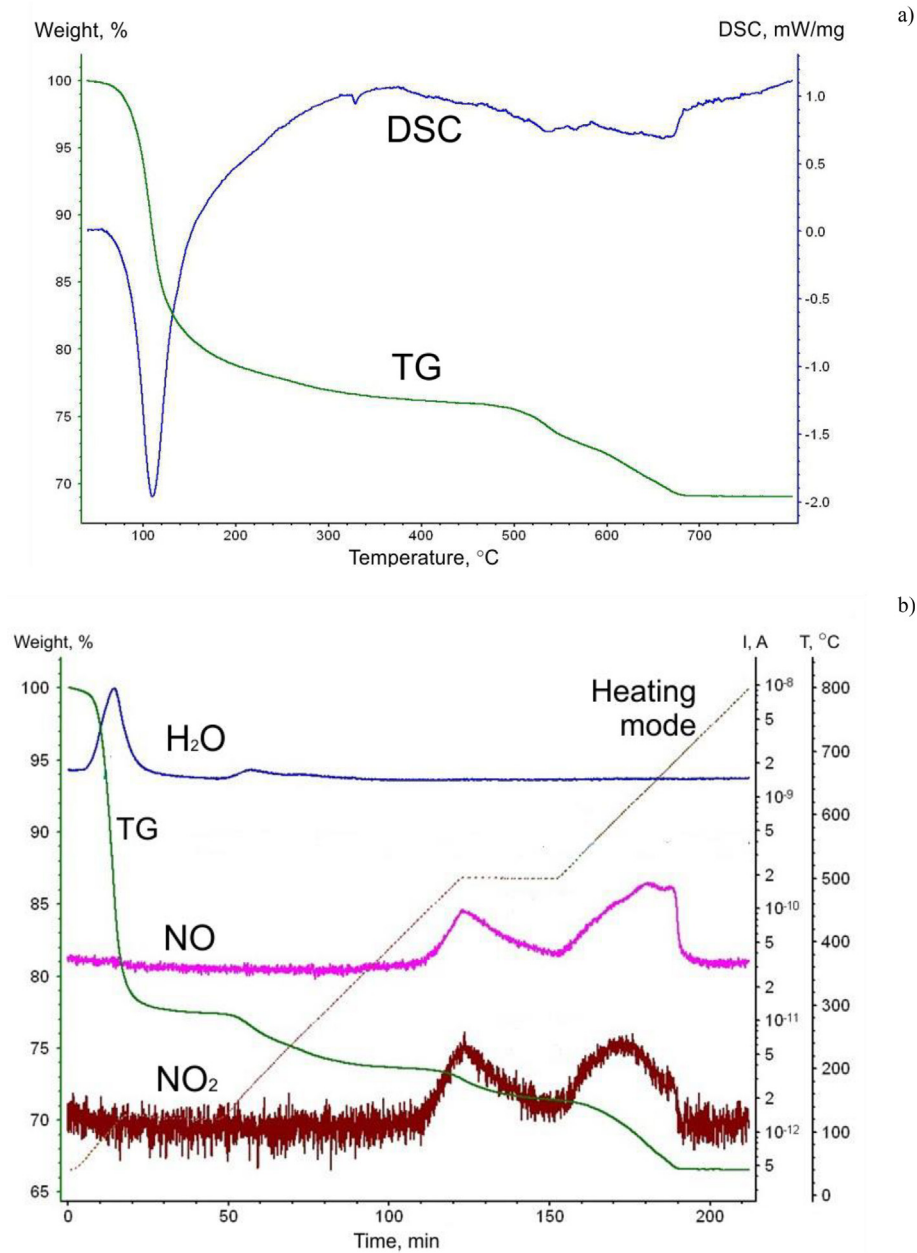 a)
Weight, % DSC, mW/mg
100
95
90
85
80
75
70
1.0
0.5
0.0
-0.5
-1.0
-1.5
-2.0
DSC
TG
100 200 300 400 500 600 700
Temperature, °C
b)
Weight, % I, A T, °C
100
95
90
85
80
75
70
65
10-8
5
2
10-9
5
2
10-10
5
2
10-11
5
2
10-12
5
800
700
600
500
400
300
200
100
0
Heating
mode
H2O
TG
NO
NO2
0 50 100 150 200
Time, min